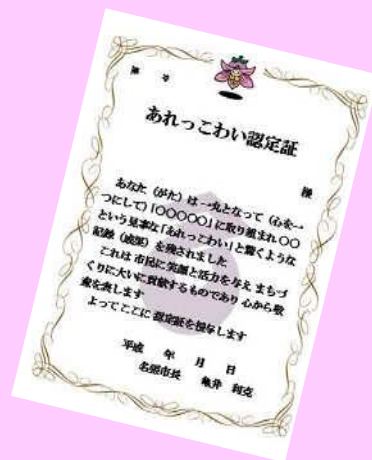 第 号
あれっこわい認定証
様
あなた（がた）は一丸となって（心を一
つにして）「○○○○○」に取り組まれ○○
という見事な「あれっこわい」と驚くような
記録（成果）を残されました
これは市民に笑顔と活力を与え まちづ
くりに大いに貢献するものであり 心から敬
意を表します
よってここに 認定証を授与します
平成 年 月 日
名張市長 亀井 利克